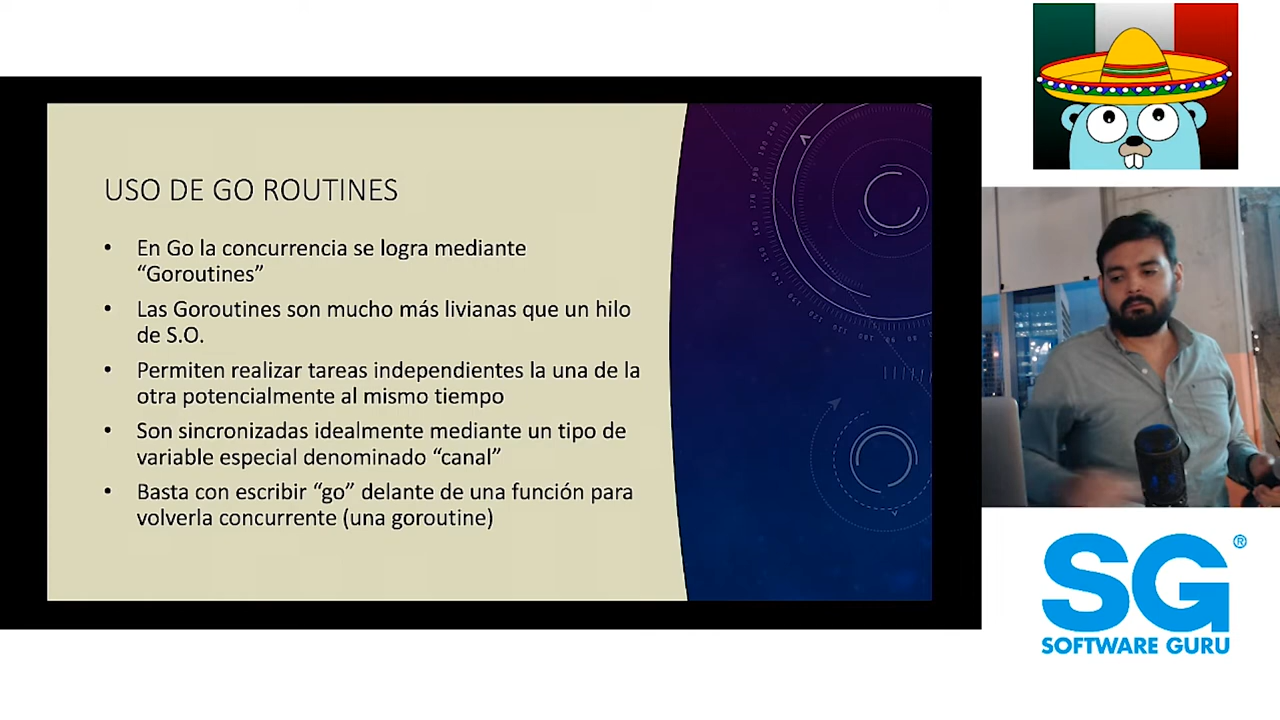 USO DE GO ROUTINES
• En Go la concurrencia se logra mediante
“Goroutines”
• Las Goroutines son mucho más livianas que un hilo
de S.O.
• Permiten realizar tareas independientes la una de la
otra potencialmente al mismo tiempo
• Son sincronizadas idealmente mediante un tipo de
variable especial denominado “canal”
• Basta con escribir “go” delante de una función para
volverla concurrente (una goroutine)
SG®
SOFTWARE GURU